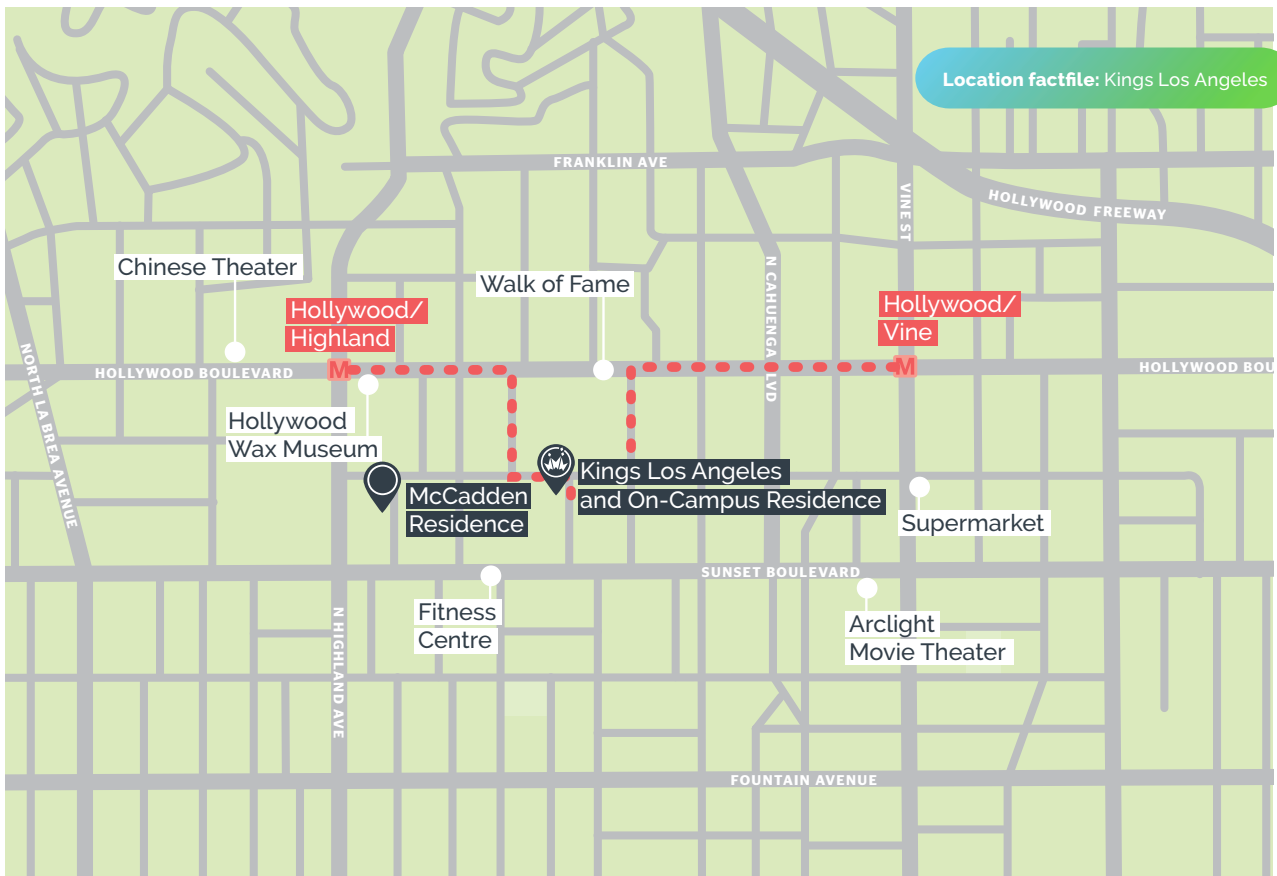 Location factfile: Kings Los Angeles
FRANKLIN AVE
VINE ST
HOLLYWOOD FREEWAY
Chinese Theater
Walk of Fame
N CAHUENGA LVD
Hollywood/
Highland
Hollywood/
Vine
NORTH LA BREA AVENUE
HOLLYWOOD BOULEVARD
M
M
HOLLYWOOD BOU
Hollywood
Wax Museum
Kings Los Angeles
and On-Campus Residence
McCadden
Residence
Supermarket
SUNSET BOULEVARD
Fitness
Centre
N HIGHLAND AVE
Arclight
Movie Theater
FOUNTAIN AVENUE